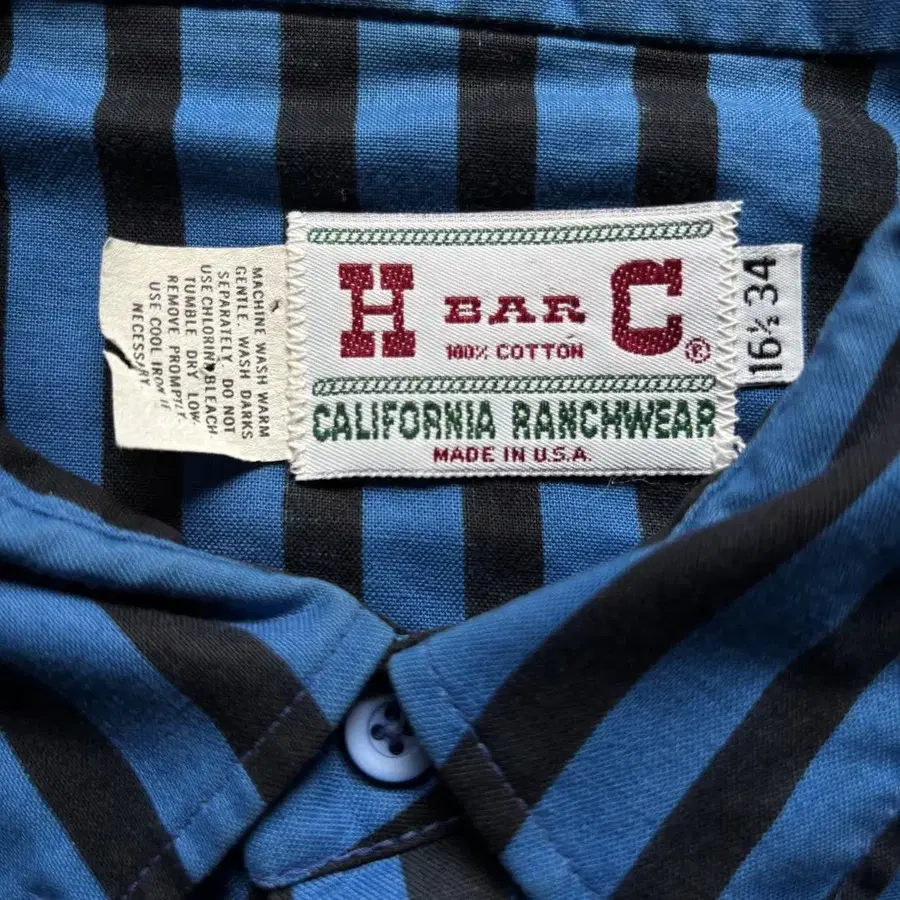 H BAR C ®
100% COTTON
CALIFORNIA RANCHWEAR
MADE IN U.S.A.
16½ 34
MACHINE WASH WARM
GENTLE. WASH DARKS
SEPARATELY. DO NOT
USE CHLORINE BLEACH
TUMBLE DRY LOW
REMOVE PROMPTLY
USE COOL IRON IF
NECESSARY